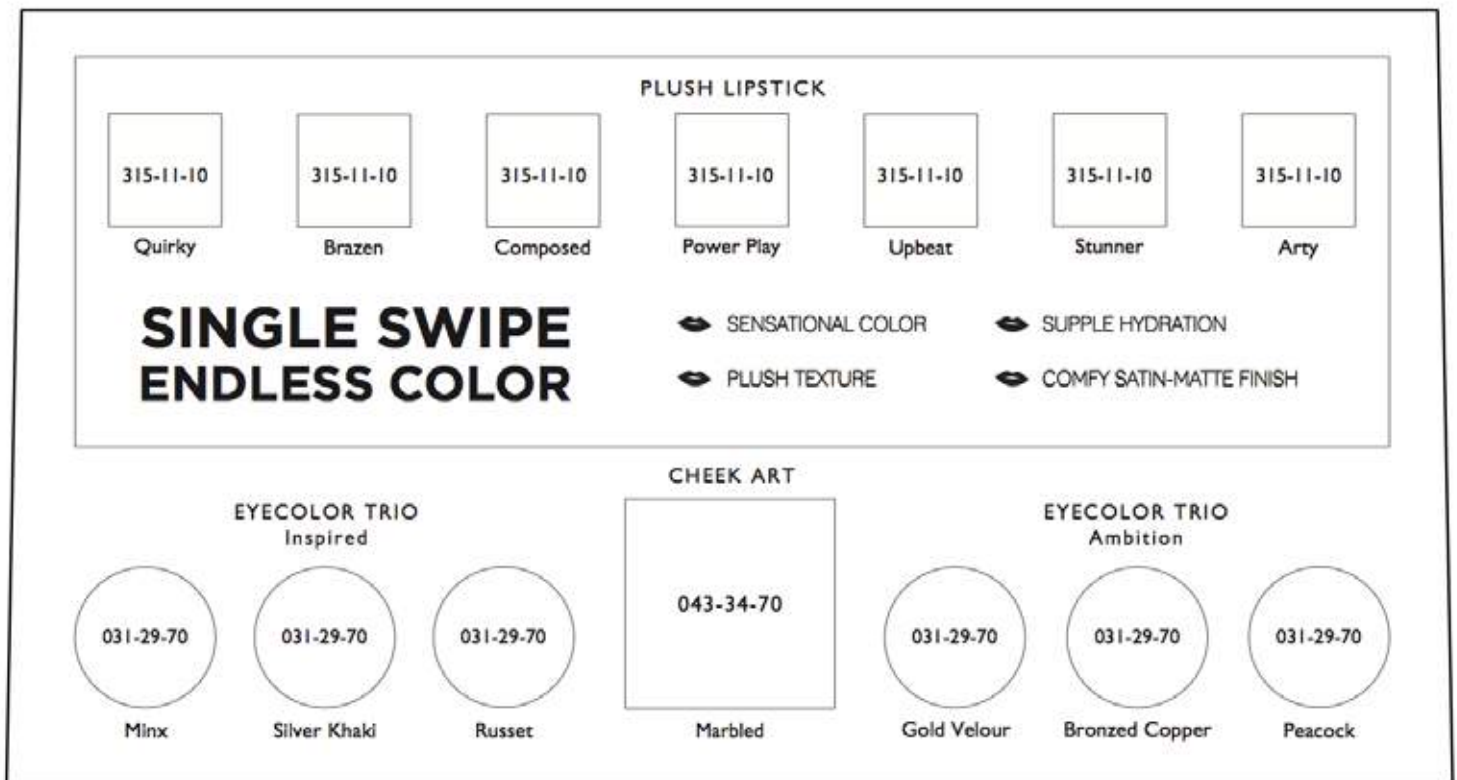 PLUSH LIPSTICK
315-11-10 315-11-10 315-11-10 315-11-10 315-11-10 315-11-10 315-11-10
Quirky Brazen Composed Power Play Upbeat Stunner Arty
SINGLE SWIPE
ENDLESS COLOR
SENSATIONAL COLOR SUPPLE HYDRATION
PLUSH TEXTURE COMFY SATIN-MATTE FINISH
CHEEK ART
EYECOLOR TRIO
Inspired
EYECOLOR TRIO
Ambition
031-29-70 031-29-70 031-29-70 043-34-70 031-29-70 031-29-70 031-29-70
Minx Silver Khaki Russet Marbled Gold Velour Bronzed Copper Peacock